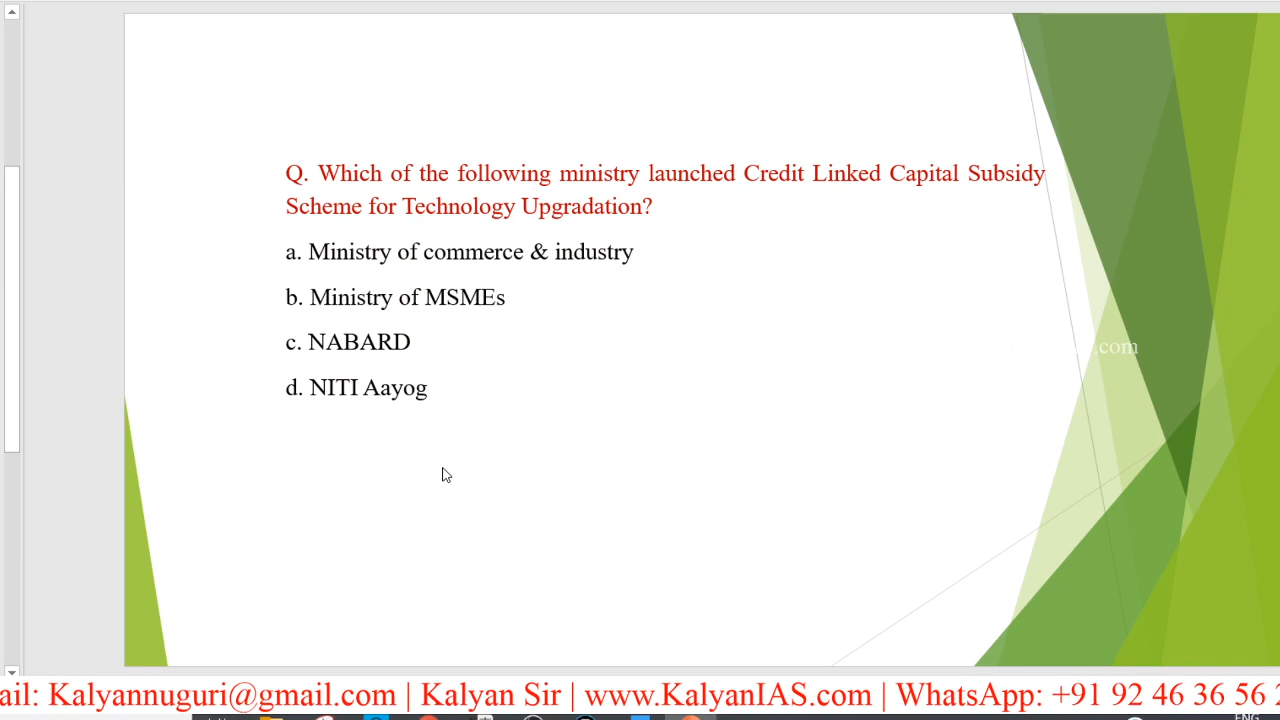 Q. Which of the following ministry launched Credit Linked Capital Subsidy
Scheme for Technology Upgradation?
a. Ministry of commerce & industry
b. Ministry of MSMEs
c. NABARD
.com
d. NITI Aayog
ail: Kalyannuguri@gmail.com | Kalyan Sir | www.KalyanIAS.com | WhatsApp: +91 92 46 36 56
ENG